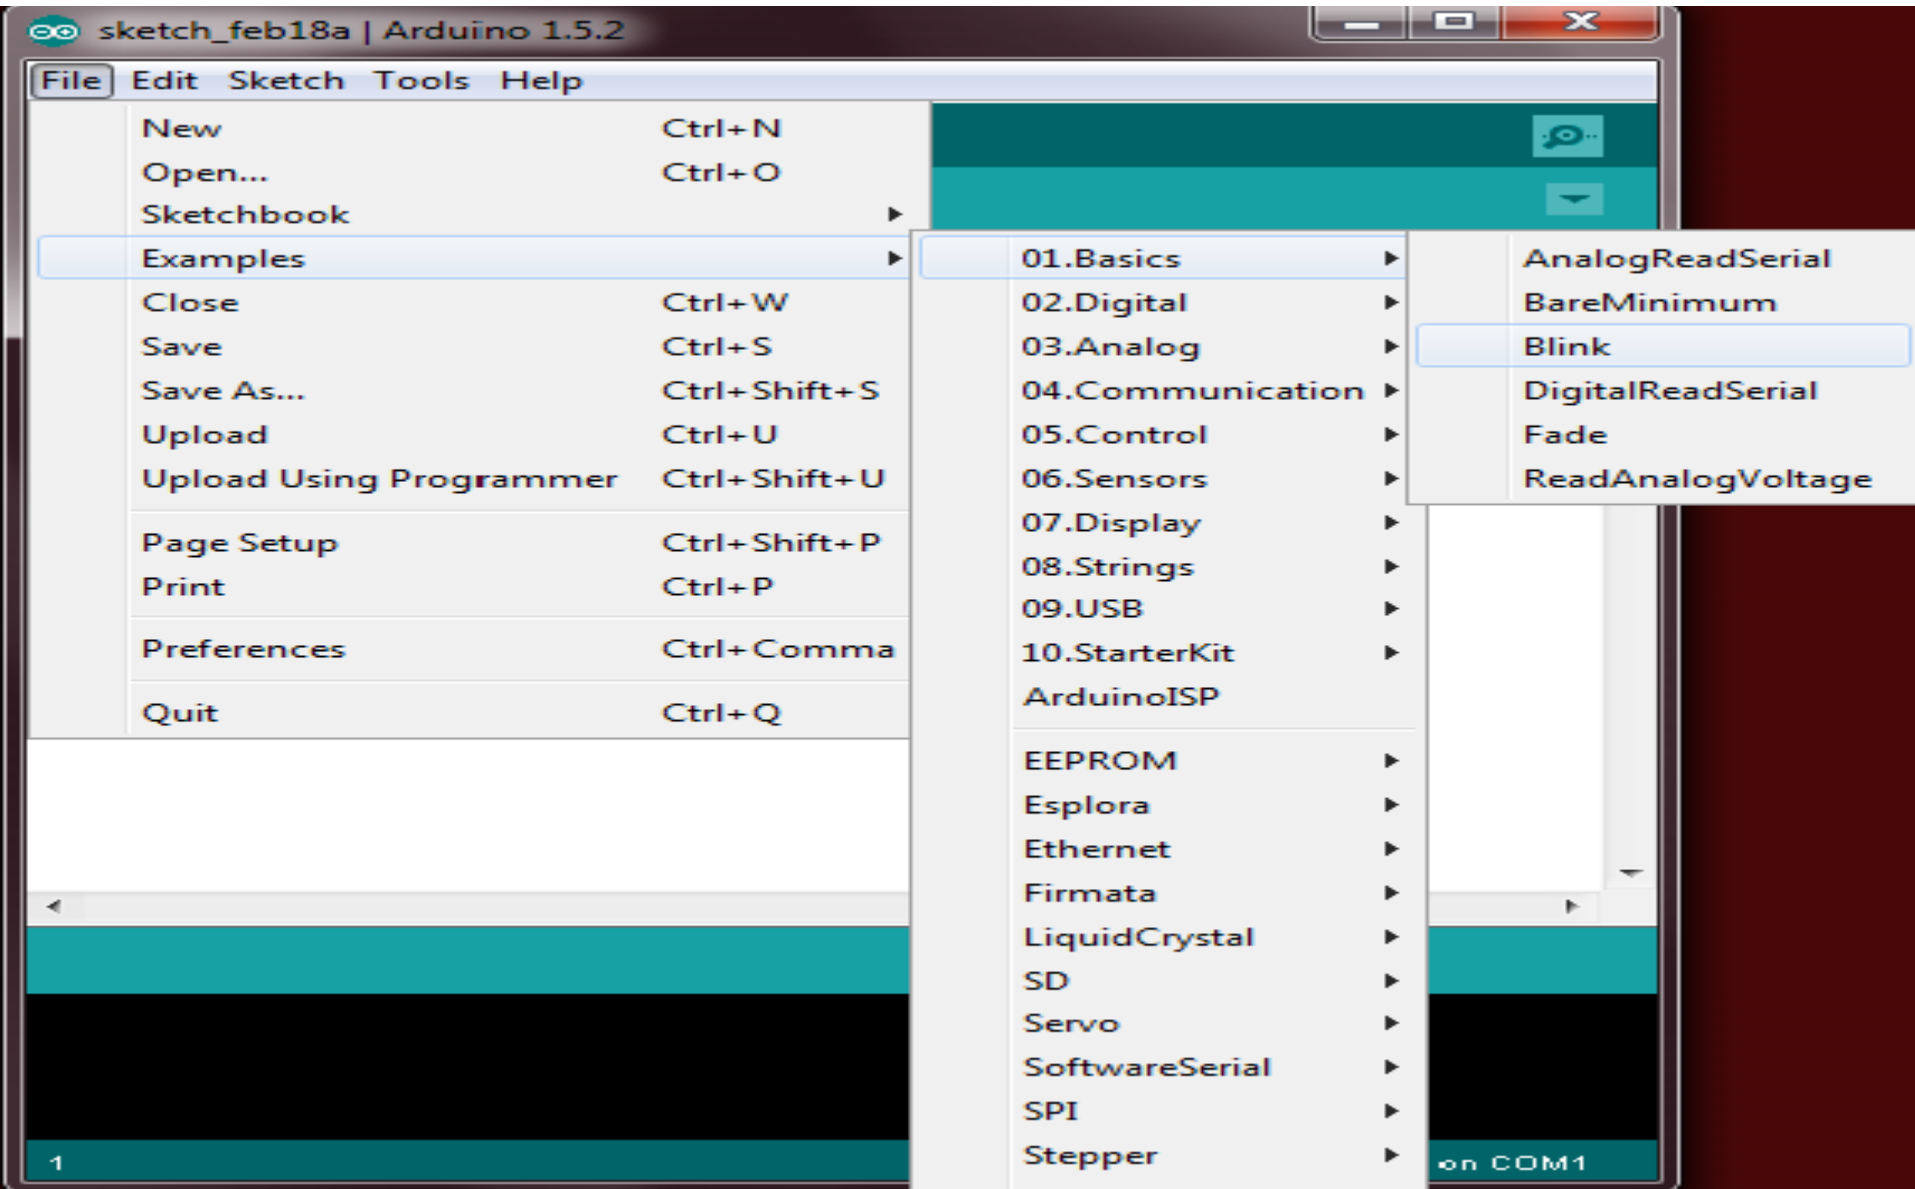 sketch_feb18a | Arduino 1.5.2
File Edit Sketch Tools Help
New Ctrl+N
Open... Ctrl+O
Sketchbook
Examples
Close Ctrl+W
Save Ctrl+S
Save As... Ctrl+Shift+S
Upload Ctrl+U
Upload Using Programmer Ctrl+Shift+U
Page Setup Ctrl+Shift+P
Print Ctrl+P
Preferences Ctrl+Comma
Quit Ctrl+Q
01.Basics
02.Digital
03.Analog
04.Communication
05.Control
06.Sensors
07.Display
08.Strings
09.USB
10.StarterKit
ArduinoISP
EEPROM
Esplora
Ethernet
Firmata
LiquidCrystal
SD
Servo
SoftwareSerial
SPI
Stepper
AnalogReadSerial
BareMinimum
Blink
DigitalReadSerial
Fade
ReadAnalogVoltage
1 on COM1